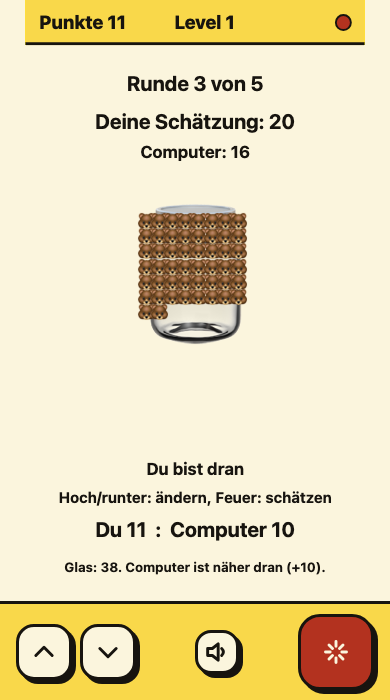 Punkte 11 Level 1
Runde 3 von 5
Deine Schätzung: 20
Computer: 16
Du bist dran
Hoch/runter: ändern, Feuer: schätzen
Du 11 : Computer 10
Glas: 38. Computer ist näher dran (+10).